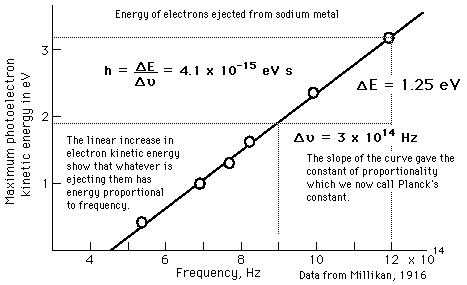 Energy of electrons ejected from sodium metal
3
h = ΔE/Δυ = 4.1 x 10⁻¹⁵ eV s
ΔE = 1.25 eV
Maximum photoelectron
kinetic energy in eV
2
Δυ = 3 x 10¹⁴ Hz
The linear increase in
electron kinetic energy
show that whatever is
ejecting them has
energy proportional
to frequency.
The slope of the curve gave the
constant of proportionality
which we now call Planck's
constant.
1
4 6 8 10 12 x 10¹⁴
Frequency, Hz
Data from Millikan, 1916